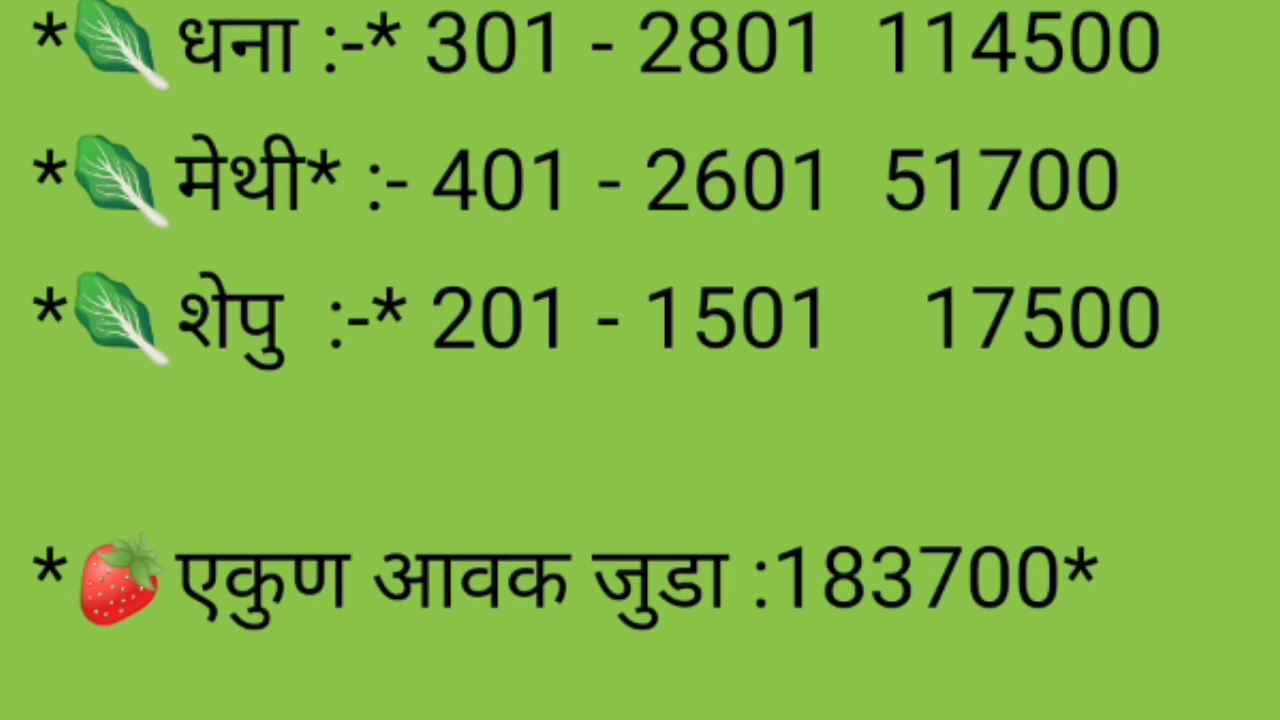 *🥬 धना :-* 301 - 2801 114500
*🥬 मेथी* :- 401 - 2601 51700
*🥬 शेपु :-* 201 - 1501 17500
*🍓 एकुण आवक जुडा :183700*